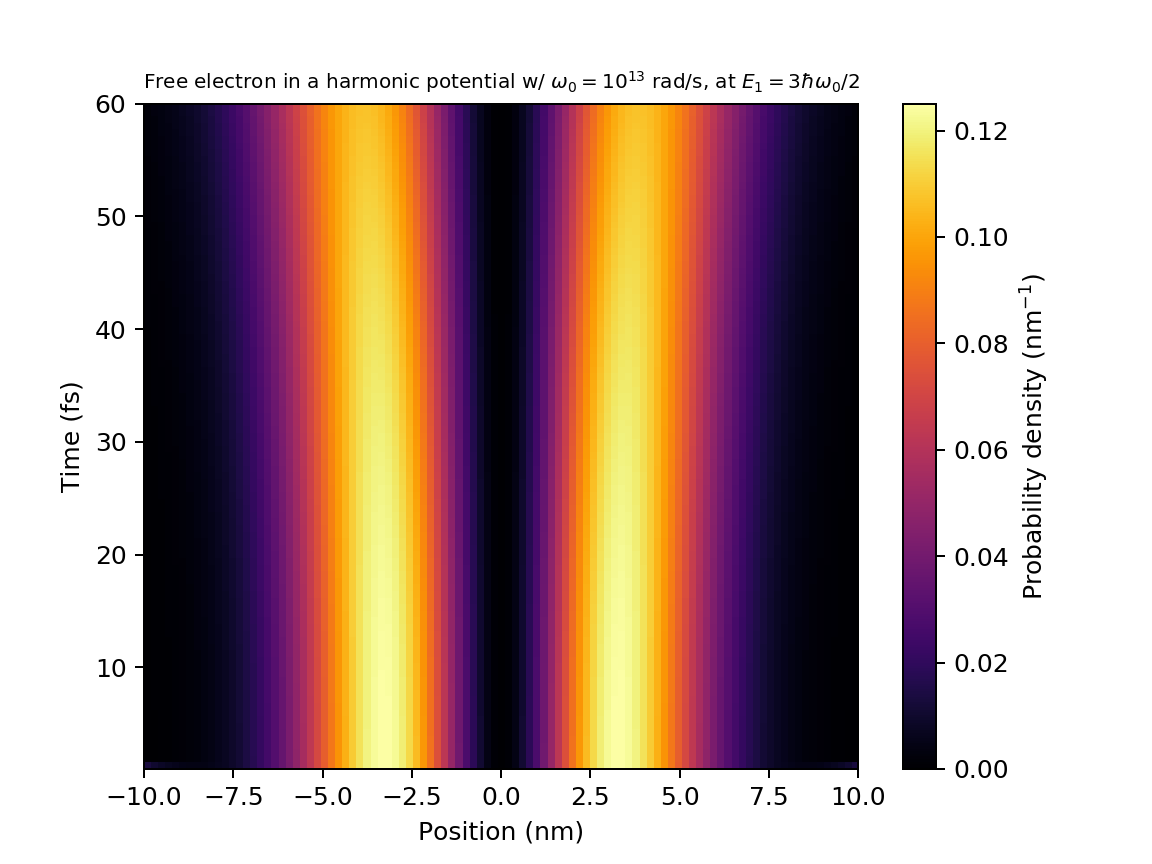 Free electron in a harmonic potential w/ ω₀ = 10¹³ rad/s, at E₁ = 3ħω₀/2
60
50
40
30
20
10
Time (fs)
−10.0 −7.5 −5.0 −2.5 0.0 2.5 5.0 7.5 10.0
Position (nm)
0.12
0.10
0.08
0.06
0.04
0.02
0.00
Probability density (nm⁻¹)